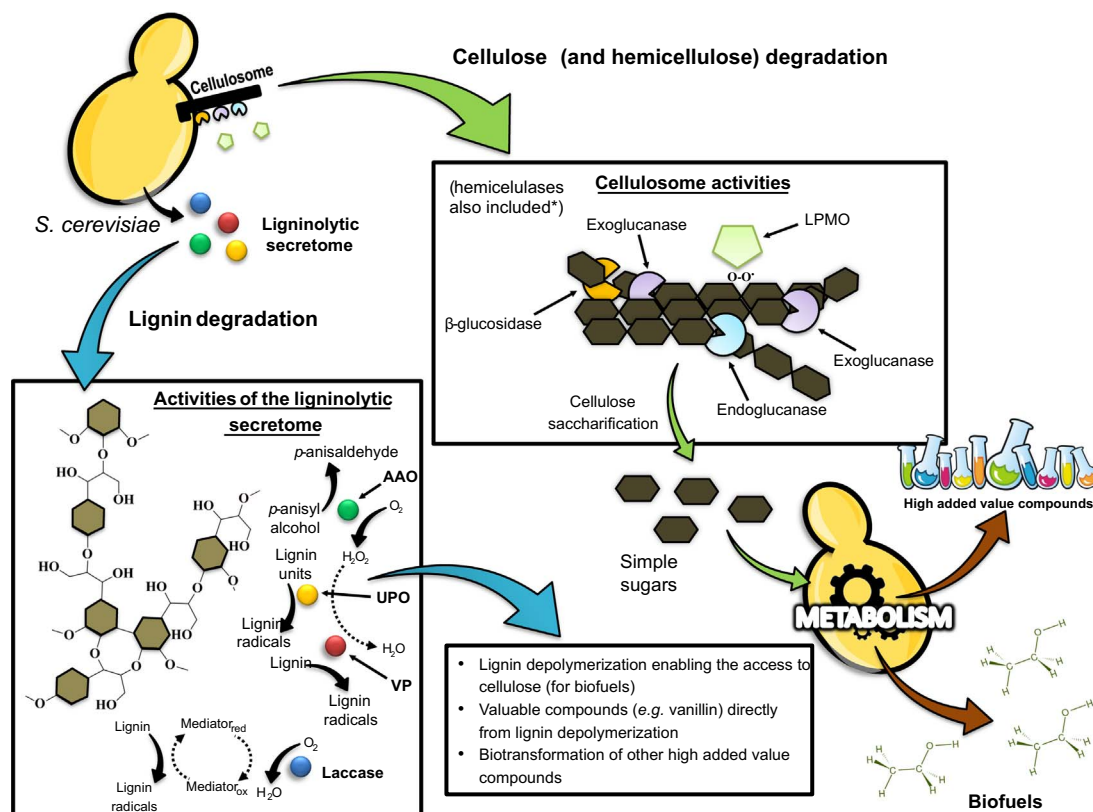 Cellulose (and hemicellulose) degradation
Cellulosome
S. cerevisiae
Ligninolytic
secretome
Lignin degradation
Cellulosome activities
(hemicelulases
also included*)
Exoglucanase
LPMO
O-O•
β-glucosidase
Exoglucanase
Endoglucanase
Cellulose
saccharification
Simple
sugars
High added value compounds
METABOLISM
Biofuels
Activities of the ligninolytic
secretome
p-anisaldehyde
AAO
p-anisyl
alcohol
O2
H2O2
Lignin
units
UPO
Lignin
radicals
H2O
Lignin
VP
Lignin
radicals
Lignin
Mediatorred
O2
Laccase
Lignin
radicals
Mediatorox
H2O
• Lignin depolymerization enabling the access to
cellulose (for biofuels)
• Valuable compounds (e.g. vanillin) directly
from lignin depolymerization
• Biotransformation of other high added value
compounds
O
O
HO
O
OH
O
HO
O
OH
HO
O
HO
OH
HO
O
O
HO
O
O
O
O
O
OH
H
H
H
C
C
O
H
H
H
H
H
H
C
C
O
H
H
H
H
H
H
C
C
O
H
H
H